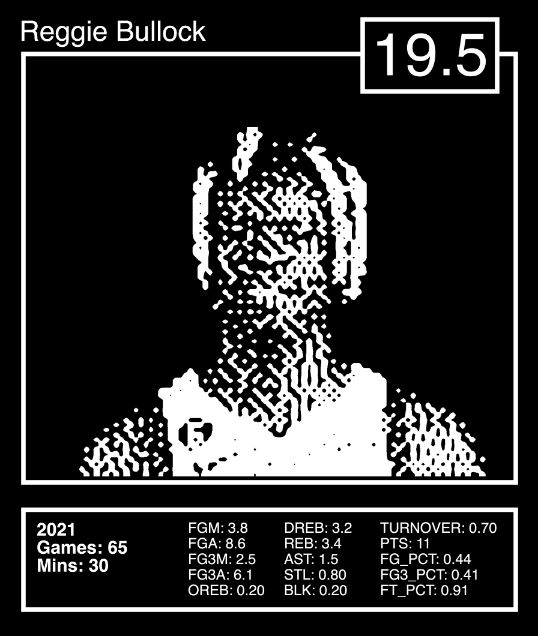 Reggie Bullock
19.5
2021
Games: 65
Mins: 30
FGM: 3.8
FGA: 8.6
FG3M: 2.5
FG3A: 6.1
OREB: 0.20
DREB: 3.2
REB: 3.4
AST: 1.5
STL: 0.80
BLK: 0.20
TURNOVER: 0.70
PTS: 11
FG_PCT: 0.44
FG3_PCT: 0.41
FT_PCT: 0.91